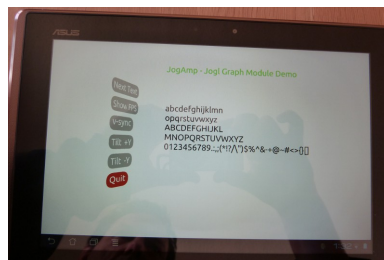 ASUS
JogAmp - Jogl Graph Module Demo
Next Text
Show FPS
V-sync
Tilt +Y
Tilt -Y
Quit
abcdefghijklmn
opqrstuvwxyz
ABCDEFGHIJKL
MNOPQRSTUVWXYZ